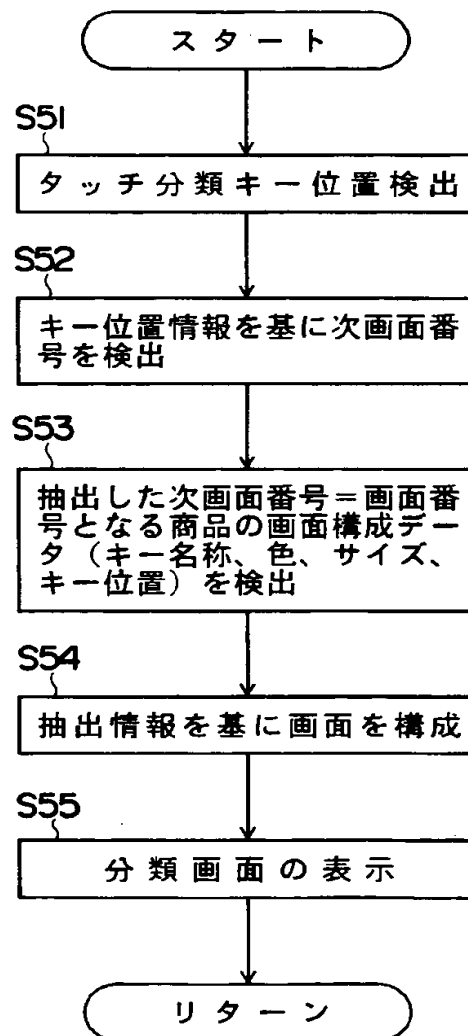 スタート
S51
タッチ分類キー位置検出
S52
キー位置情報を基に次画面番
号を検出
S53
抽出した次画面番号=画面番
号となる商品の画面構成デー
タ(キー名称、色、サイズ、
キー位置)を検出
S54
抽出情報を基に画面を構成
S55
分類画面の表示
リターン